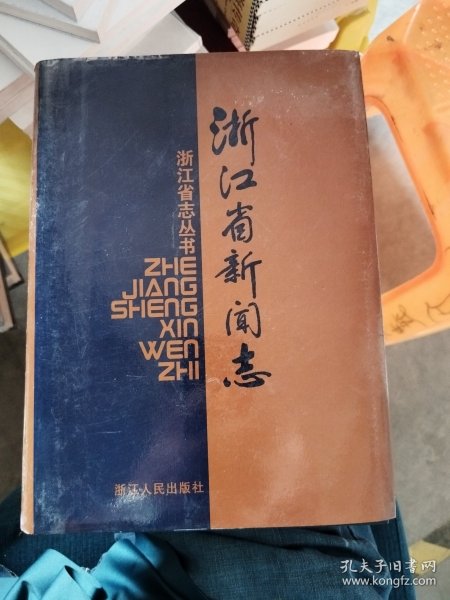 浙江省新闻志
浙江省志丛书
ZHE
JIANG
SHENG
XIN
WEN
ZHI
浙江人民出版社
孔夫子旧书网
www.kongfz.com